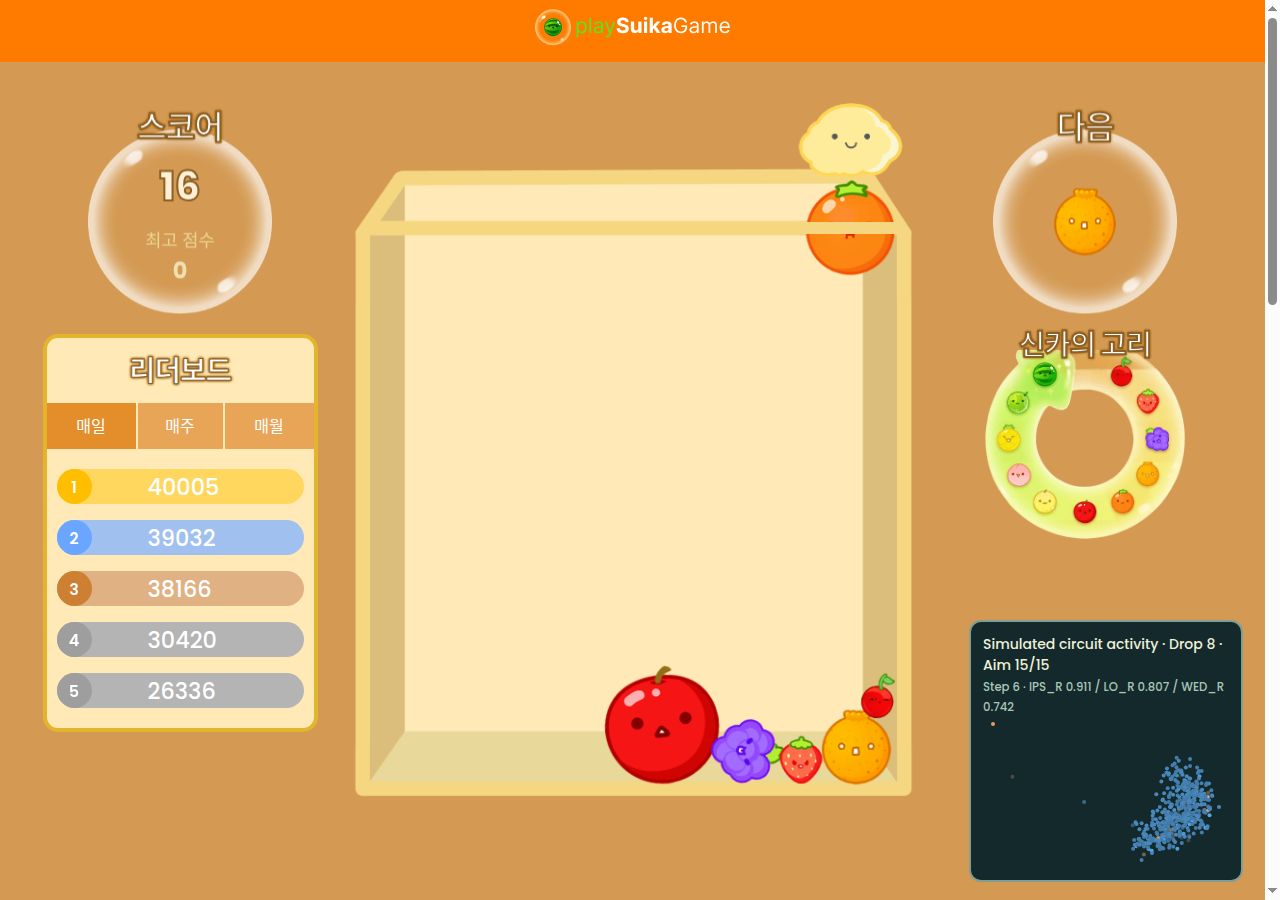 playSuikaGame
스코어
16
최고 점수
0
다음
신카의 고리
리더보드
매일 매주 매월
1 40005
2 39032
3 38166
4 30420
5 26336
Simulated circuit activity · Drop 8 ·
Aim 15/15
Step 6 · IPS_R 0.911 / LO_R 0.807 / WED_R
0.742